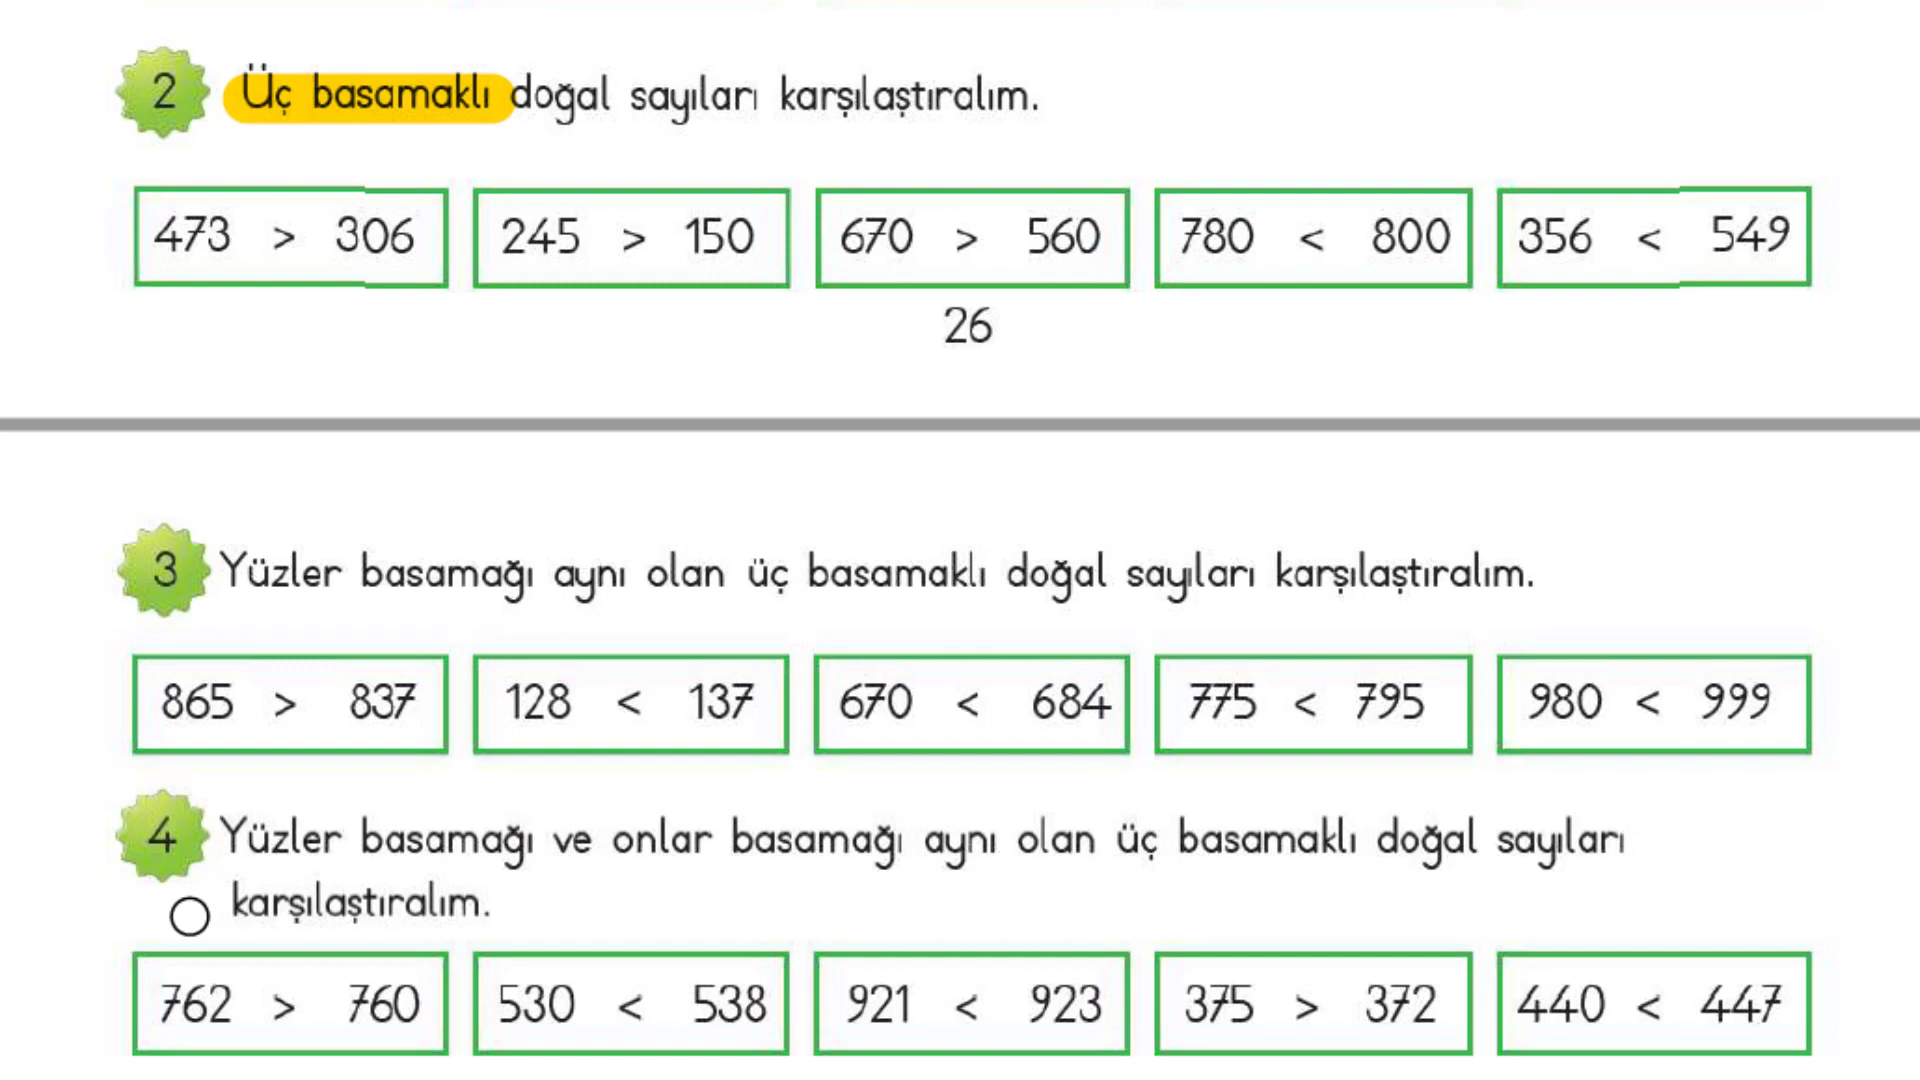 2 Üç basamaklı doğal sayıları karşılaştıralım.
473 > 306 245 > 150 670 > 560 780 < 800 356 < 549
26
3 Yüzler basamağı aynı olan üç basamaklı doğal sayıları karşılaştıralım.
865 > 837 128 < 137 670 < 684 775 < 795 980 < 999
4 Yüzler basamağı ve onlar basamağı aynı olan üç basamaklı doğal sayıları
karşılaştıralım.
762 > 760 530 < 538 921 < 923 375 > 372 440 < 447